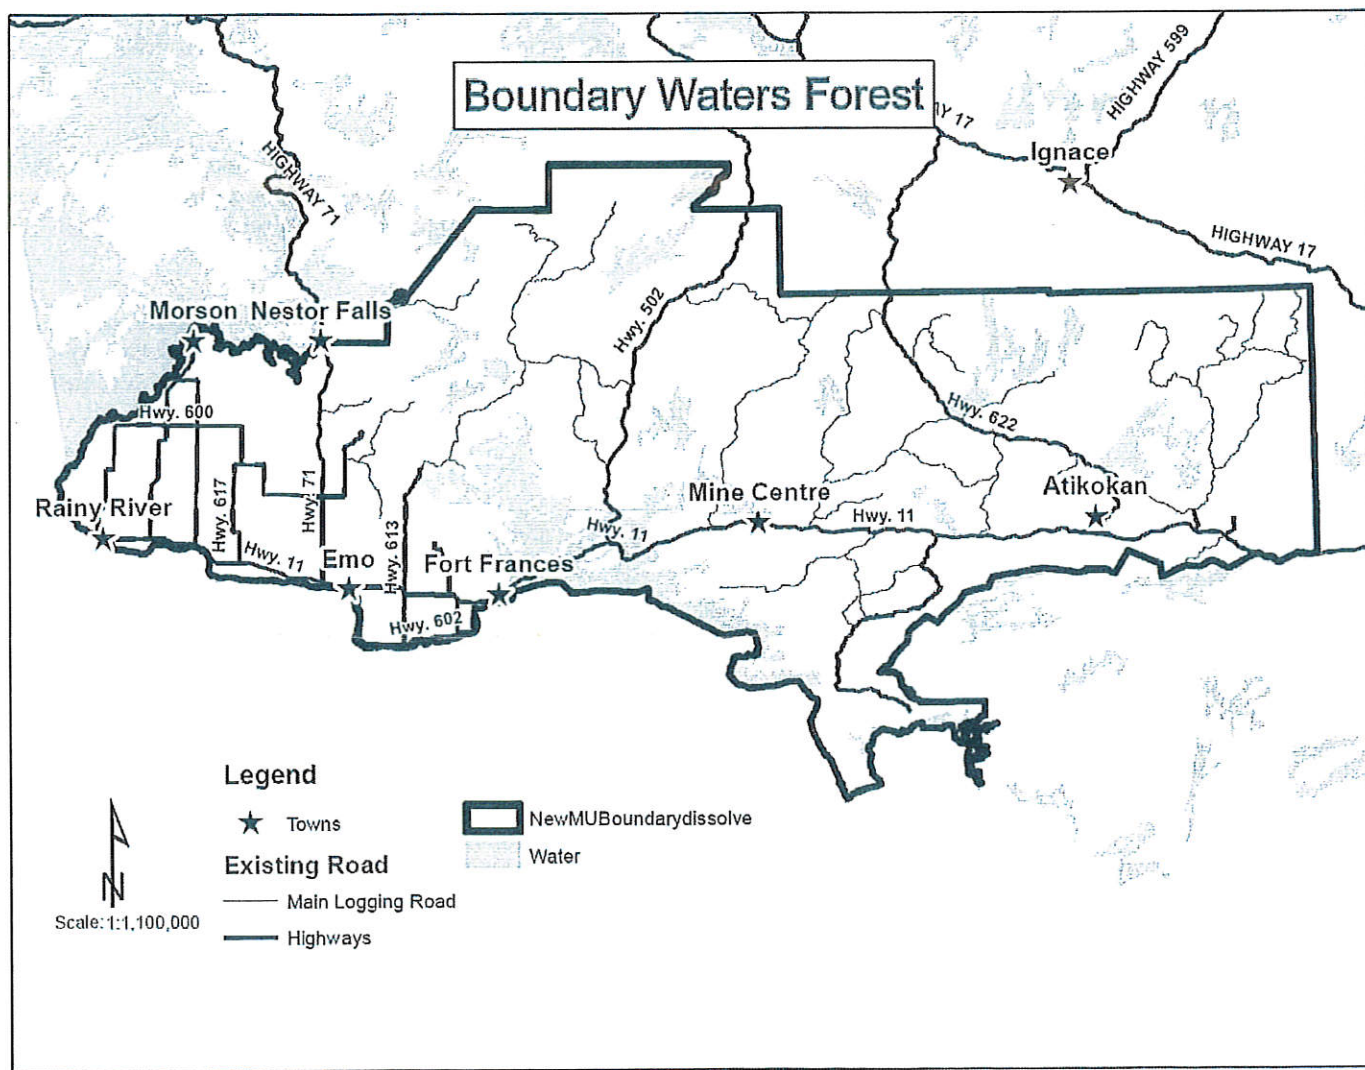 Boundary Waters Forest
HIGHWAY 599
AY 17
Ignace
HIGHWAY 71
HIGHWAY 17
Morson
Nestor Falls
Hwy. 502
Hwy. 600
Hwy. 622
Rainy River
Hwy. 617
Hwy. 71
Mine Centre
Atikokan
Hwy. 11
Hwy. 11
Hwy. 11
Emo
Hwy. 613
Fort Frances
Hwy. 602
Legend
Towns
NewMUBoundarydissolve
Existing Road
Water
Main Logging Road
Highways
N
Scale: 1:1,100,000